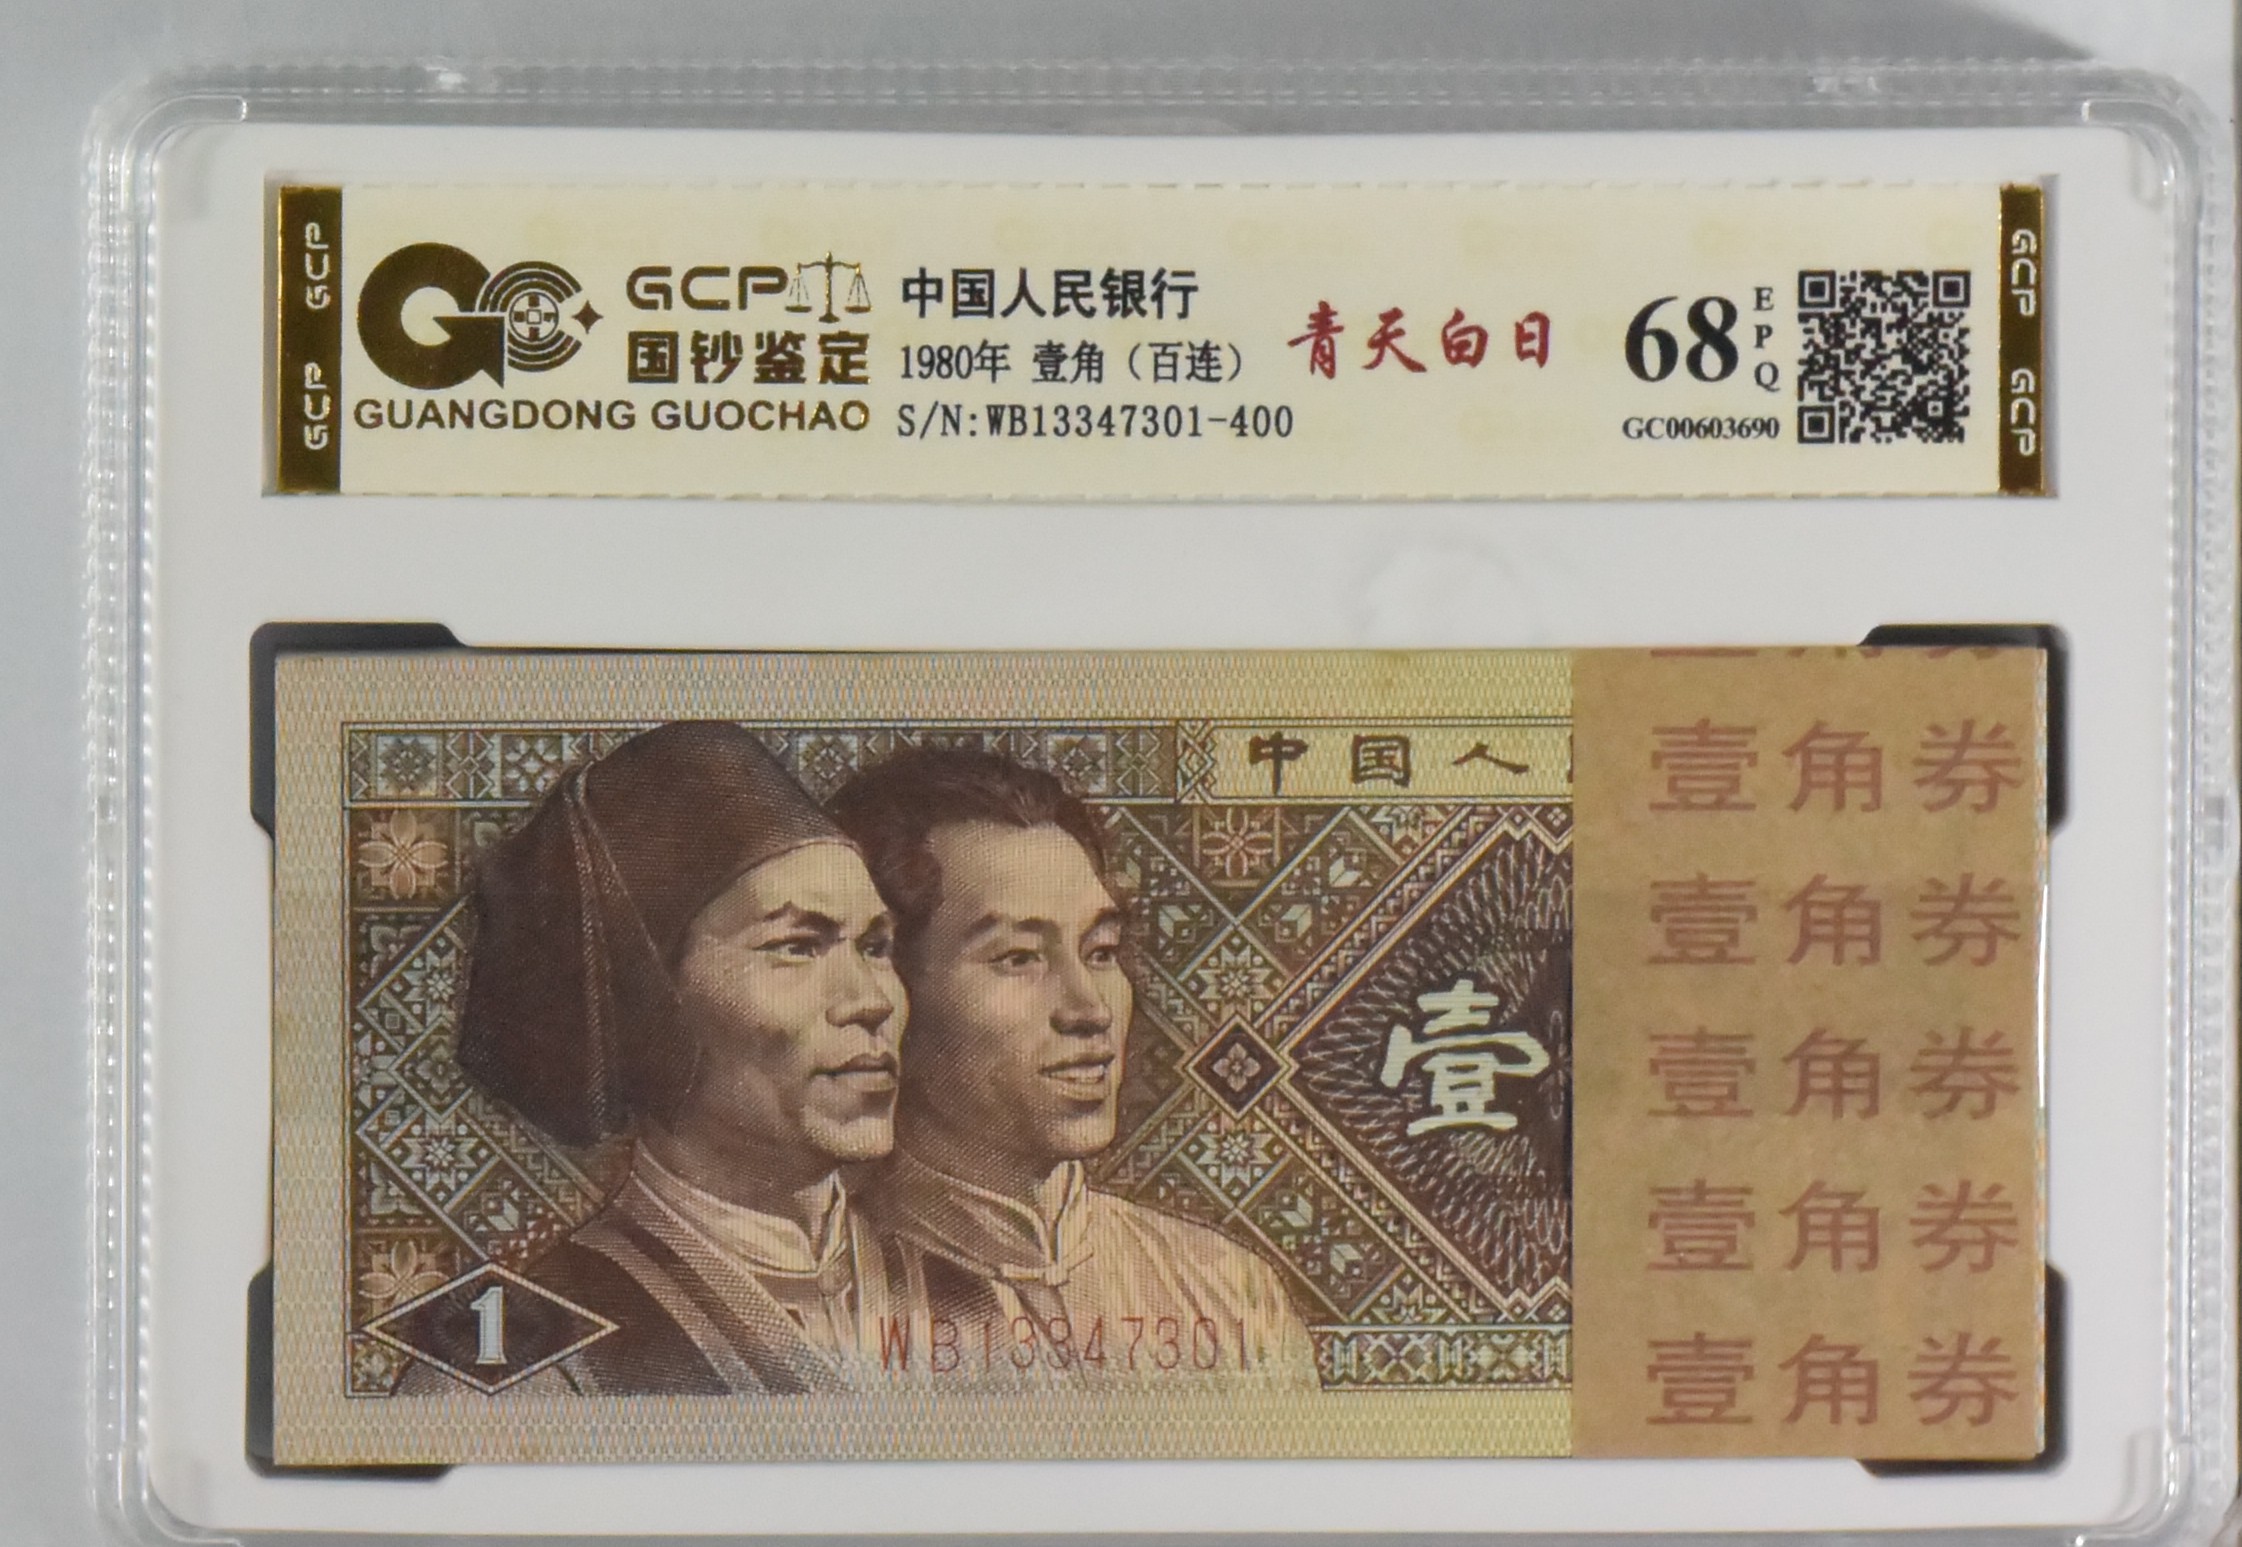 GCP GCP
GCP
国钞鉴定
GUANGDONG GUOCHAO
中国人民银行
1980年 壹角（百连）
S/N:WB13347301-400
青天白日
68
EPQ
GC00603690
GCP GCP
中国人
壹
1
WB13347301
壹角券
壹角券
壹角券
壹角券
壹角券